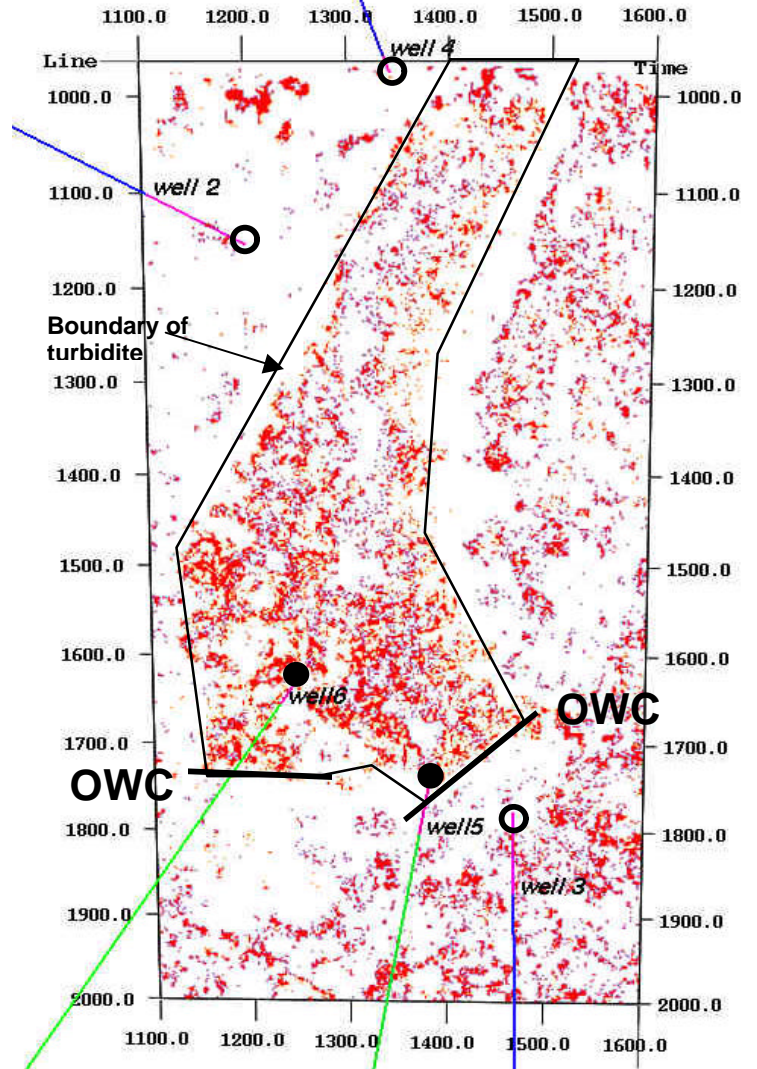 1100.0 1200.0 1300.0 1400.0 1500.0 1600.0
well 4
Line Time
1000.0 1000.0
1100.0 well 2 1100.0
1200.0 1200.0
Boundary of
turbidite
1300.0 1300.0
1400.0 1400.0
1500.0 1500.0
1600.0 1600.0
well6
OWC
1700.0 1700.0
OWC
well5
1800.0 1800.0
well 3
1900.0 1900.0
2000.0 2000.0
1100.0 1200.0 1300.0 1400.0 1500.0 1600.0